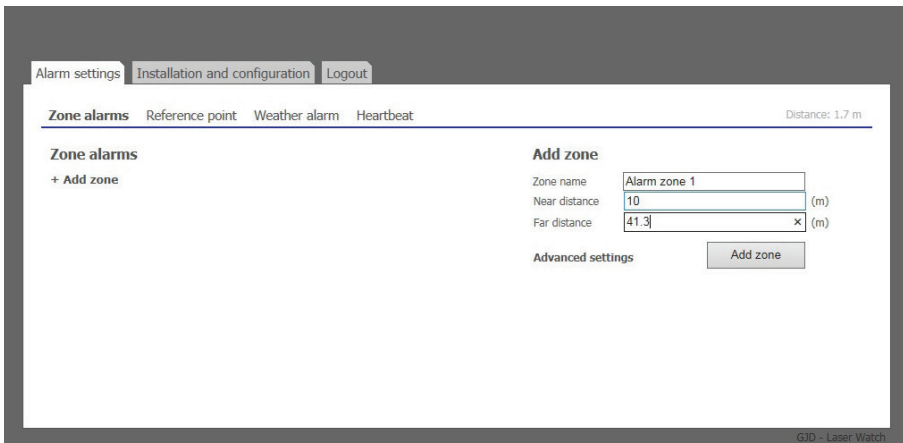 Alarm settings Installation and configuration Logout
Zone alarms Reference point Weather alarm Heartbeat Distance: 1.7 m
Zone alarms
+ Add zone
Add zone
Zone name Alarm zone 1
Near distance 10 (m)
Far distance 41.3 × (m)
Advanced settings Add zone
GJD - Laser Watch